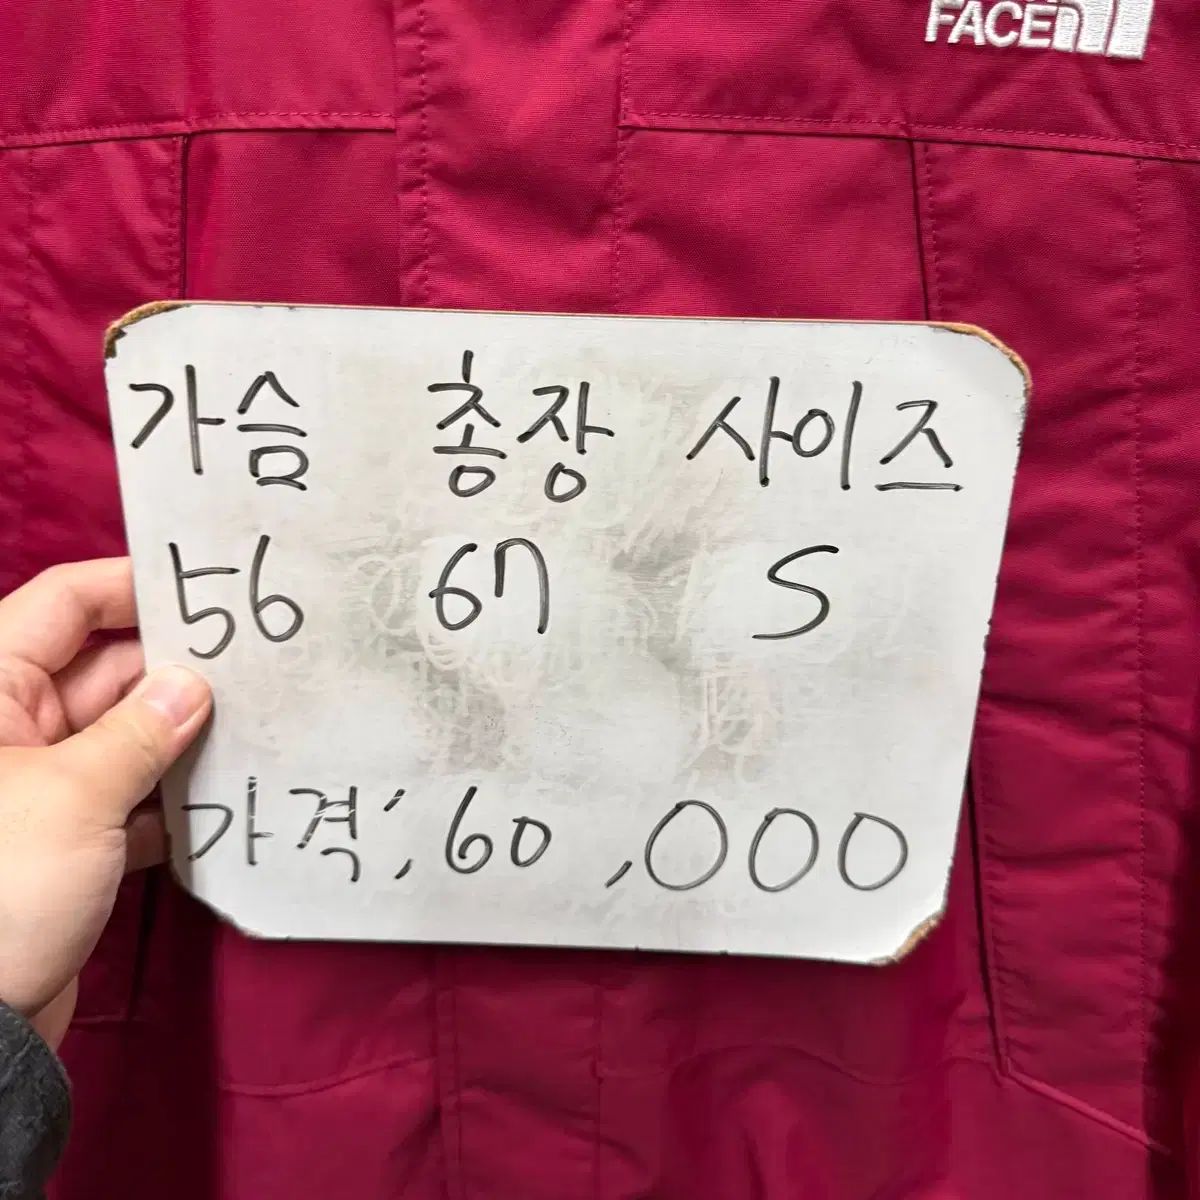 FACE
가슴 총장 사이즈
56 67 S
가격: 60,000